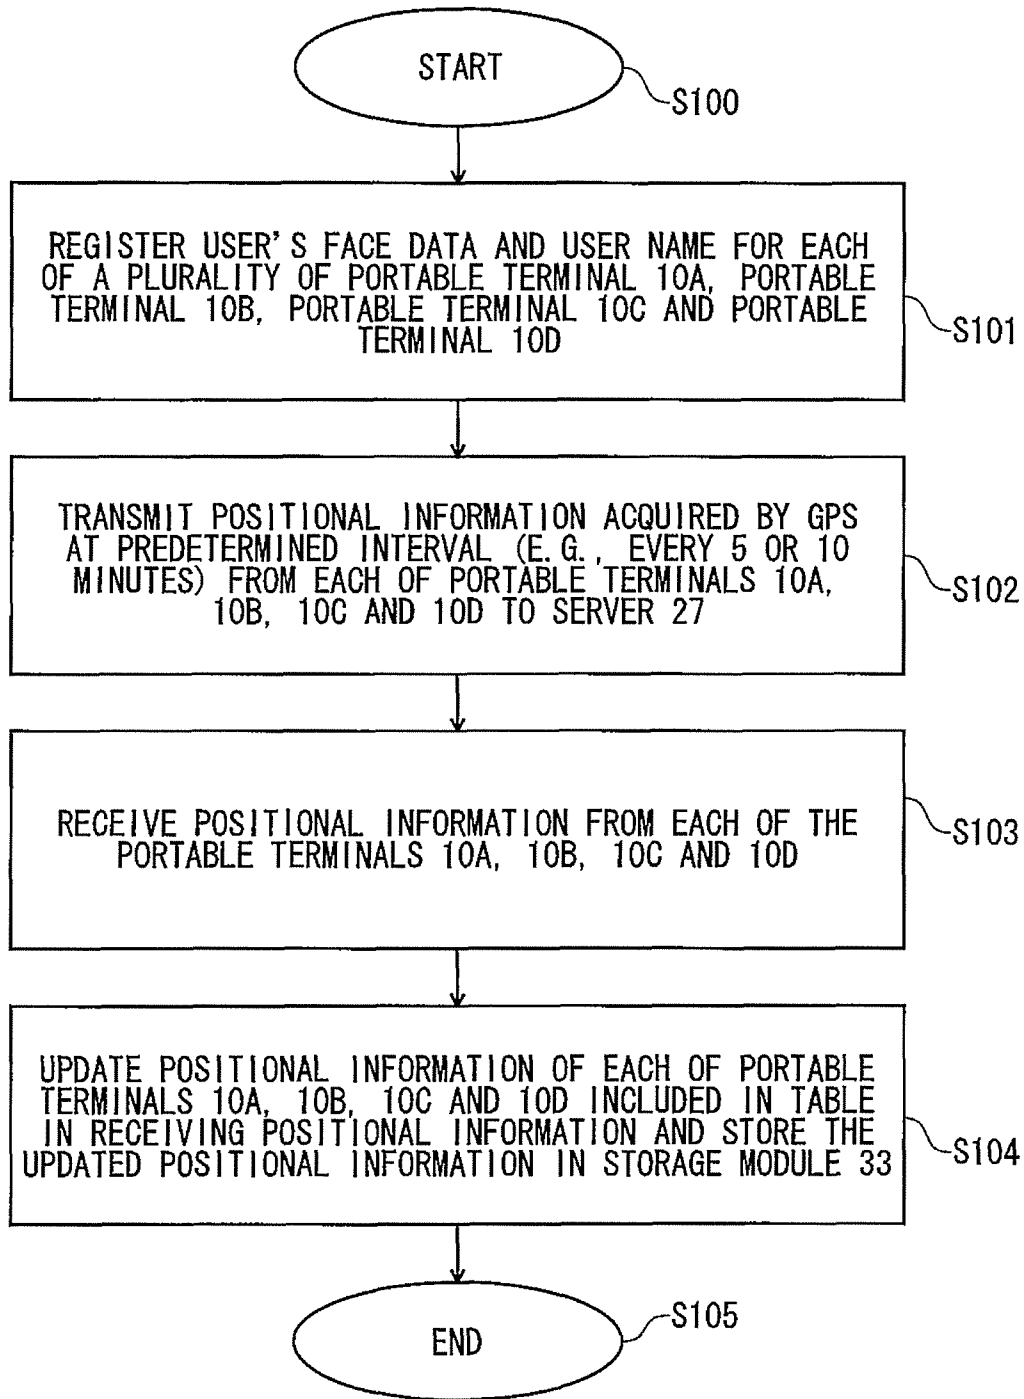 START
S100
REGISTER USER'S FACE DATA AND USER NAME FOR EACH
OF A PLURALITY OF PORTABLE TERMINAL 10A, PORTABLE
TERMINAL 10B, PORTABLE TERMINAL 10C AND PORTABLE
TERMINAL 10D
S101
TRANSMIT POSITIONAL INFORMATION ACQUIRED BY GPS
AT PREDETERMINED INTERVAL (E.G., EVERY 5 OR 10
MINUTES) FROM EACH OF PORTABLE TERMINALS 10A,
10B, 10C AND 10D TO SERVER 27
S102
RECEIVE POSITIONAL INFORMATION FROM EACH OF THE
PORTABLE TERMINALS 10A, 10B, 10C AND 10D
S103
UPDATE POSITIONAL INFORMATION OF EACH OF PORTABLE
TERMINALS 10A, 10B, 10C AND 10D INCLUDED IN TABLE
IN RECEIVING POSITIONAL INFORMATION AND STORE THE
UPDATED POSITIONAL INFORMATION IN STORAGE MODULE 33
S104
END
S105